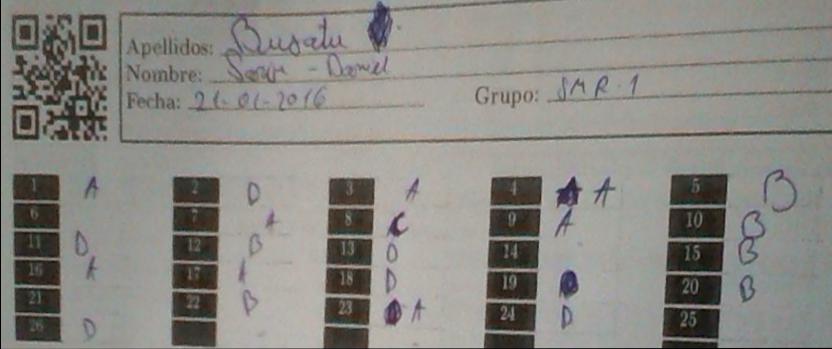 Apellidos: Busatu
Nombre: Sorin - Daniel
Fecha: 21-01-2016 Grupo: SMR-1
1 A 2 D 3 A 4 A 5 B
6 7 A 8 C 9 A 10 B
11 D 12 B 13 D 14 15 B
16 A 17 A 18 D 19 20 B
21 22 B 23 A 24 D 25
26 D